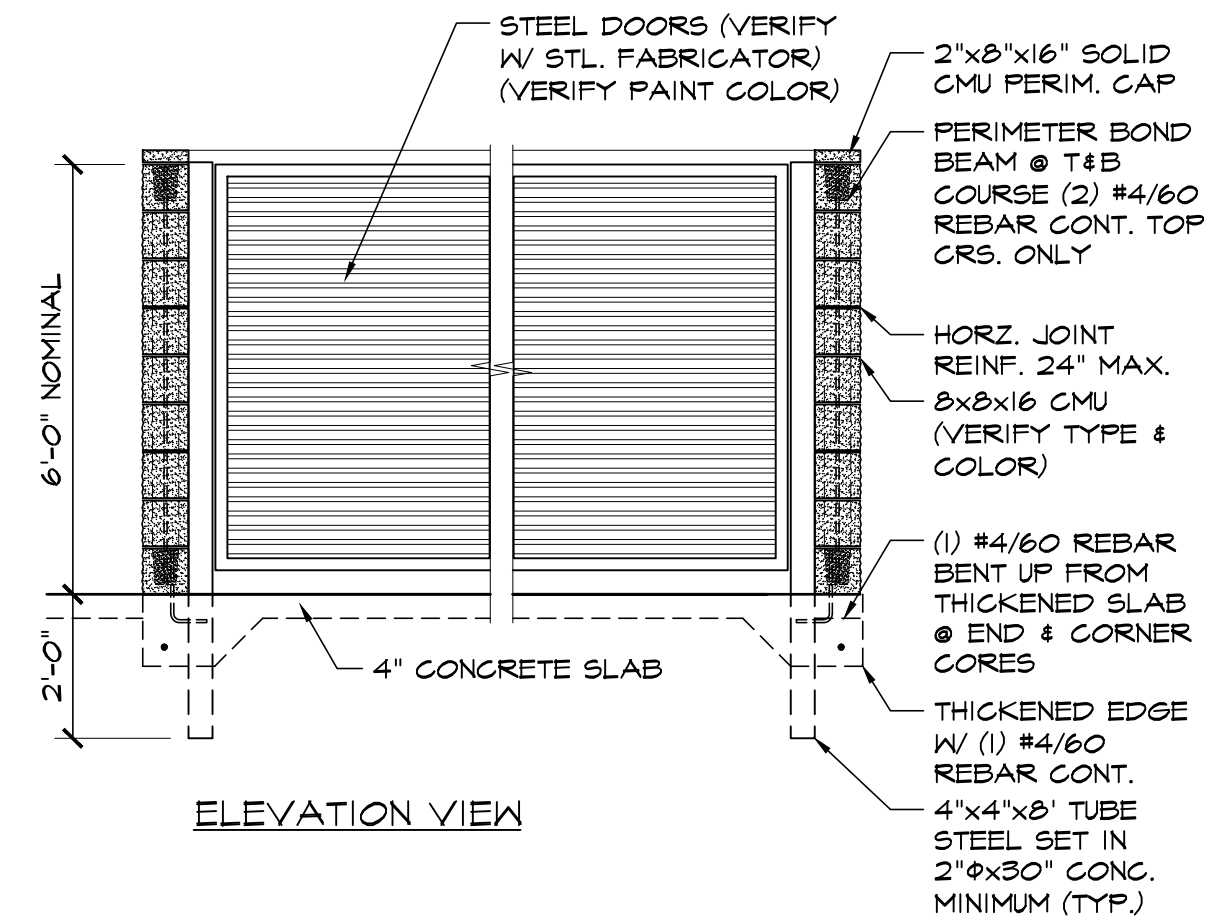 STEEL DOORS (VERIFY
W/ STL. FABRICATOR)
(VERIFY PAINT COLOR)
2"x8"x16" SOLID
CMU PERIM. CAP
PERIMETER BOND
BEAM @ T&B
COURSE (2) #4/60
REBAR CONT. TOP
CRS. ONLY
HORZ. JOINT
REINF. 24" MAX.
8x8x16 CMU
(VERIFY TYPE &
COLOR)
(1) #4/60 REBAR
BENT UP FROM
THICKENED SLAB
@ END & CORNER
CORES
THICKENED EDGE
W/ (1) #4/60
REBAR CONT.
4"x4"x8' TUBE
STEEL SET IN
2"Φx30" CONC.
MINIMUM (TYP.)
6'-0" NOMINAL
2'-0"
4" CONCRETE SLAB
ELEVATION VIEW